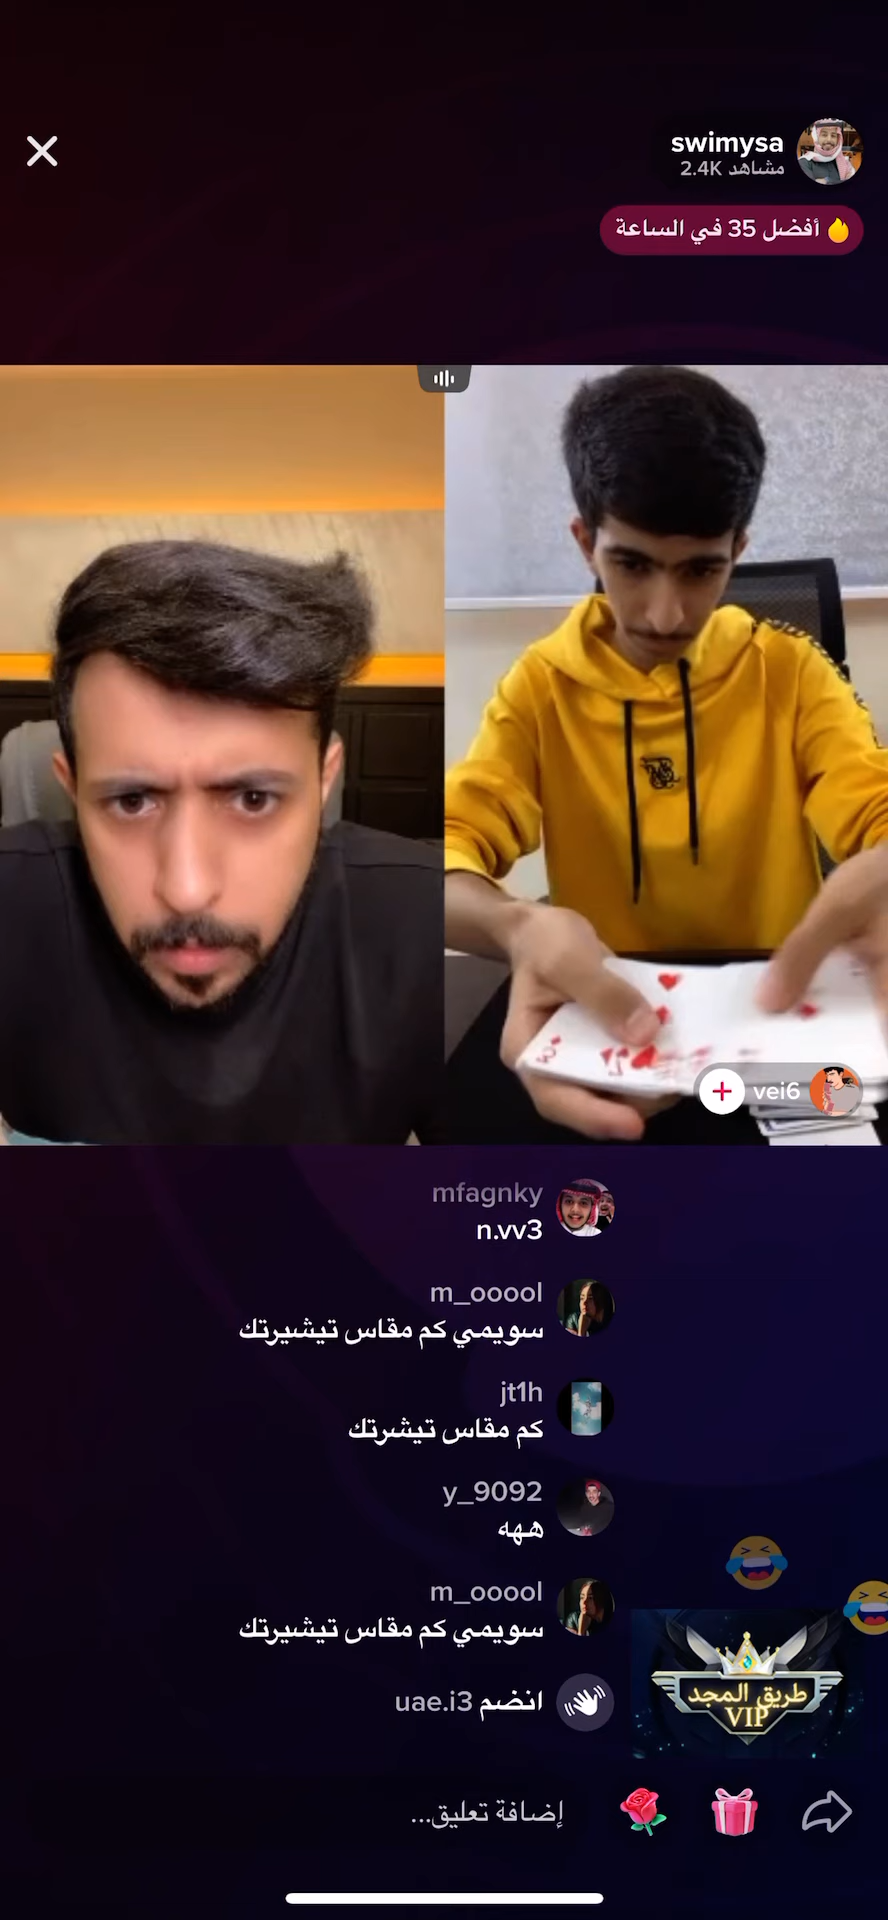 swimysa
2.4K مشاهد
أفضل 35 في الساعة
vei6
mfagnky
n.vv3
m_ooool
سويمي كم مقاس تيشيرتك
jt1h
كم مقاس تيشرتك
y_9092
ههه
m_ooool
سويمي كم مقاس تيشيرتك
uae.i3 انضم
طريق المجد
VIP
إضافة تعليق...